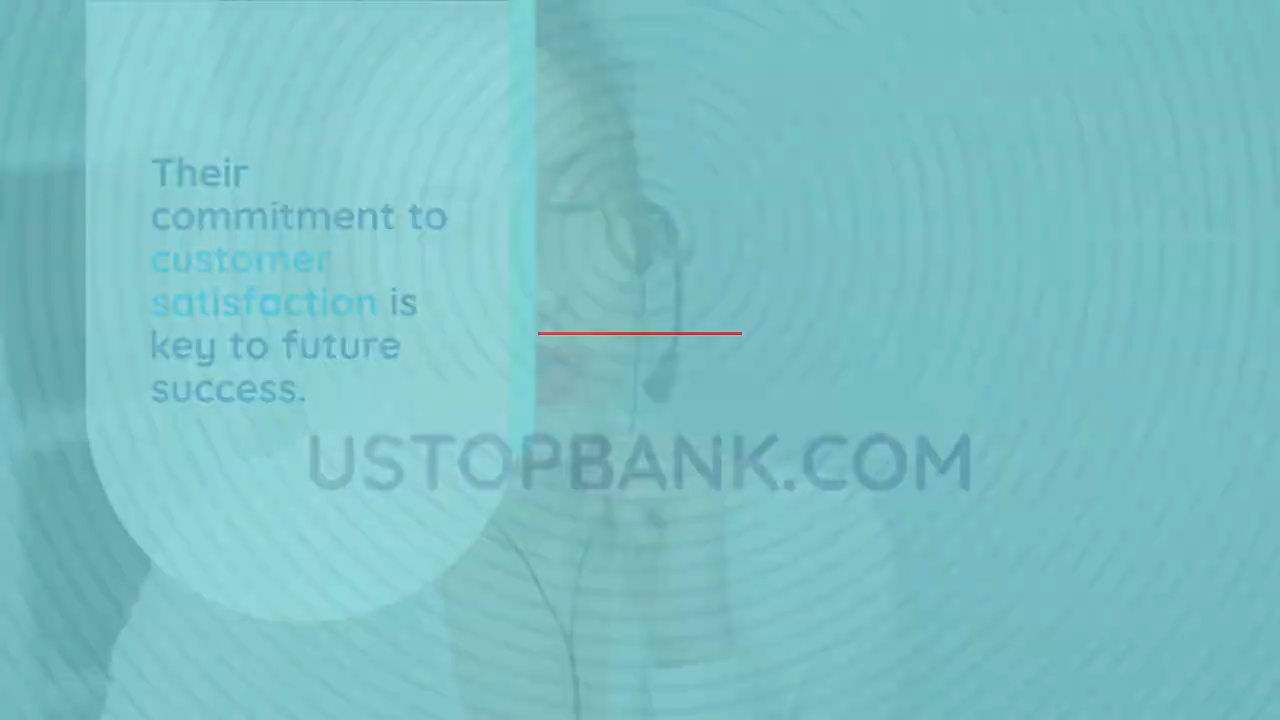 Their
commitment to
customer
satisfaction is
key to future
success.
USTOPBANK.COM